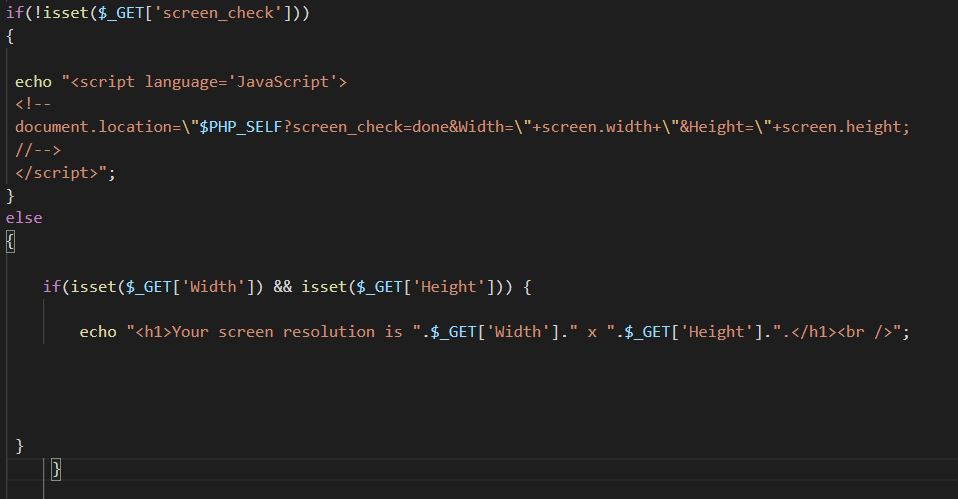 if(!isset($_GET['screen_check']))
{
echo "<script language='JavaScript'>
<!--
document.location=\"$PHP_SELF?screen_check=done&Width=\"+screen.width+\"&Height=\"+screen.height;
//-->
</script>";
}
else
{
if(isset($_GET['Width']) && isset($_GET['Height'])) {
echo "<h1>Your screen resolution is ".$_GET['Width']." x ".$_GET['Height'].".</h1><br />";
}
}